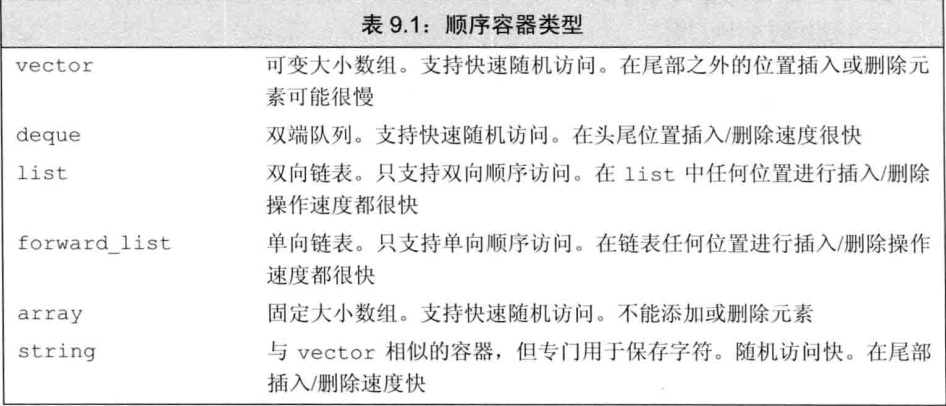 表 9.1：顺序容器类型
vector 可变大小数组。支持快速随机访问。在尾部之外的位置插入或删除元
素可能很慢
deque 双端队列。支持快速随机访问。在头尾位置插入/删除速度很快
list 双向链表。只支持双向顺序访问。在 list 中任何位置进行插入/删除
操作速度都很快
forward_list 单向链表。只支持单向顺序访问。在链表任何位置进行插入/删除操作
速度都很快
array 固定大小数组。支持快速随机访问。不能添加或删除元素
string 与 vector 相似的容器，但专门用于保存字符。随机访问快。在尾部
插入/删除速度快